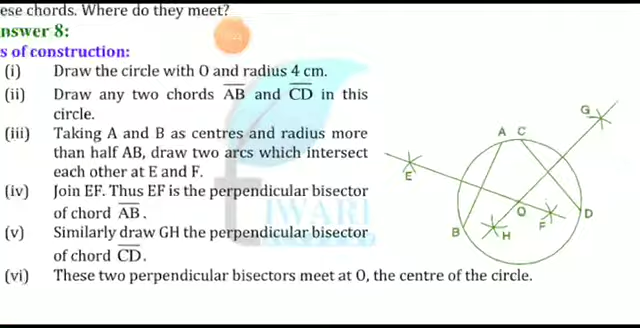 ese chords. Where do they meet?
nswer 8:
s of construction:
(i) Draw the circle with O and radius 4 cm.
(ii) Draw any two chords A̅B̅ and C̅D̅ in this
circle.
(iii) Taking A and B as centres and radius more
than half AB, draw two arcs which intersect
each other at E and F.
(iv) Join EF. Thus EF is the perpendicular bisector
of chord A̅B̅.
(v) Similarly draw GH the perpendicular bisector
of chord C̅D̅.
(vi) These two perpendicular bisectors meet at O, the centre of the circle.
G
A C
E
O
F
D
B
H
IWARI